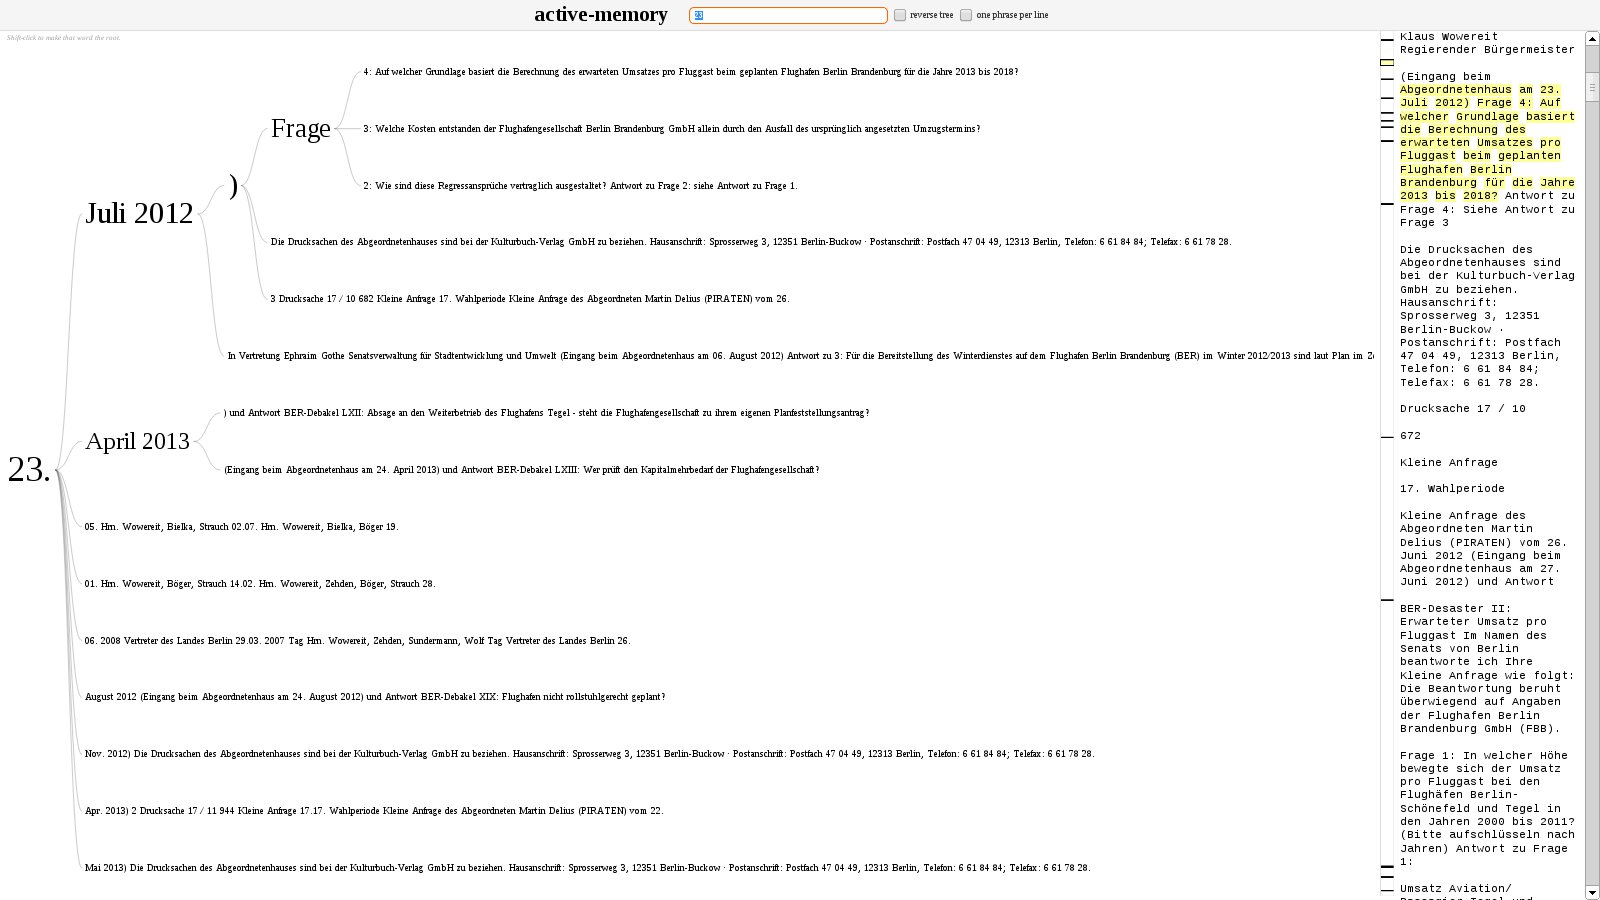 active-memory
23
reverse tree
one phrase per line
Shift-click to make that word the root.
4: Auf welcher Grundlage basiert die Berechnung des erwarteten Umsatzes pro Fluggast beim geplanten Flughafen Berlin Brandenburg für die Jahre 2013 bis 2018?
Frage
3: Welche Kosten entstanden der Flughafengesellschaft Berlin Brandenburg GmbH allein durch den Ausfall des ursprünglich angesetzten Umzugstermins?
)
2: Wie sind diese Regressansprüche vertraglich ausgestaltet? Antwort zu Frage 2: siehe Antwort zu Frage 1.
Juli 2012
Die Drucksachen des Abgeordnetenhauses sind bei der Kulturbuch-Verlag GmbH zu beziehen. Hausanschrift: Sprosserweg 3, 12351 Berlin-Buckow · Postanschrift: Postfach 47 04 49, 12313 Berlin, Telefon: 6 61 84 84; Telefax: 6 61 78 28.
3 Drucksache 17 / 10 682 Kleine Anfrage 17. Wahlperiode Kleine Anfrage des Abgeordneten Martin Delius (PIRATEN) vom 26.
In Vertretung Ephraim Gothe Senatsverwaltung für Stadtentwicklung und Umwelt (Eingang beim Abgeordnetenhaus am 06. August 2012) Antwort zu 3: Für die Bereitstellung des Winterdienstes auf dem Flughafen Berlin Brandenburg (BER) im Winter 2012/2013 sind laut Plan im
) und Antwort BER-Debakel LXII: Absage an den Weiterbetrieb des Flughafens Tegel - steht die Flughafengesellschaft zu ihrem eigenen Planfeststellungsantrag?
April 2013
23.
(Eingang beim Abgeordnetenhaus am 24. April 2013) und Antwort BER-Debakel LXIII: Wer prüft den Kapitalmehrbedarf der Flughafengesellschaft?
05. Hrn. Wowereit, Bielka, Strauch 02.07. Hrn. Wowereit, Bielka, Böger 19.
01. Hrn. Wowereit, Böger, Strauch 14.02. Hrn. Wowereit, Zehden, Böger, Strauch 28.
06. 2008 Vertreter des Landes Berlin 29.03. 2007 Tag Hrn. Wowereit, Zehden, Sundermann, Wolf Tag Vertreter des Landes Berlin 26.
August 2012 (Eingang beim Abgeordnetenhaus am 24. August 2012) und Antwort BER-Debakel XIX: Flughafen nicht rollstuhlgerecht geplant?
Nov. 2012) Die Drucksachen des Abgeordnetenhauses sind bei der Kulturbuch-Verlag GmbH zu beziehen. Hausanschrift: Sprosserweg 3, 12351 Berlin-Buckow · Postanschrift: Postfach 47 04 49, 12313 Berlin, Telefon: 6 61 84 84; Telefax: 6 61 78 28.
Apr. 2013) 2 Drucksache 17 / 11 944 Kleine Anfrage 17.17. Wahlperiode Kleine Anfrage des Abgeordneten Martin Delius (PIRATEN) vom 22.
Mai 2013) Die Drucksachen des Abgeordnetenhauses sind bei der Kulturbuch-Verlag GmbH zu beziehen. Hausanschrift: Sprosserweg 3, 12351 Berlin-Buckow · Postanschrift: Postfach 47 04 49, 12313 Berlin, Telefon: 6 61 84 84; Telefax: 6 61 78 28.
Klaus Wowereit
Regierender Bürgermeister
(Eingang beim
Abgeordnetenhaus am 23.
Juli 2012) Frage 4: Auf
welcher Grundlage basiert
die Berechnung des
erwarteten Umsatzes pro
Fluggast beim geplanten
Flughafen Berlin
Brandenburg für die Jahre
2013 bis 2018? Antwort zu
Frage 4: Siehe Antwort zu
Frage 3
Die Drucksachen des
Abgeordnetenhauses sind
bei der Kulturbuch-Verlag
GmbH zu beziehen.
Hausanschrift:
Sprosserweg 3, 12351
Berlin-Buckow ·
Postanschrift: Postfach
47 04 49, 12313 Berlin,
Telefon: 6 61 84 84;
Telefax: 6 61 78 28.
Drucksache 17 / 10
672
Kleine Anfrage
17. Wahlperiode
Kleine Anfrage des
Abgeordneten Martin
Delius (PIRATEN) vom 26.
Juni 2012 (Eingang beim
Abgeordnetenhaus am 27.
Juni 2012) und Antwort
BER-Desaster II:
Erwarteter Umsatz pro
Fluggast Im Namen des
Senats von Berlin
beantworte ich Ihre
Kleine Anfrage wie folgt:
Die Beantwortung beruht
überwiegend auf Angaben
der Flughafen Berlin
Brandenburg GmbH (FBB).
Frage 1: In welcher Höhe
bewegte sich der Umsatz
pro Fluggast bei den
Flughäfen Berlin-
Schönefeld und Tegel in
den Jahren 2000 bis 2011?
(Bitte aufschlüsseln nach
Jahren) Antwort zu Frage
1:
Umsatz Aviation/